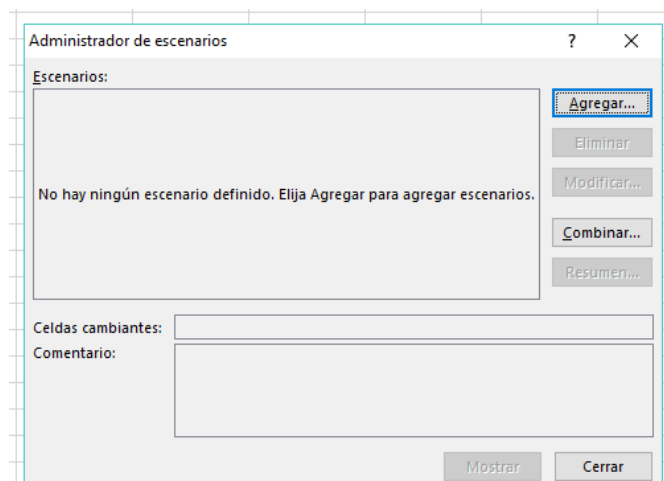 Administrador de escenarios
?
Escenarios:
Agregar...
Eliminar
No hay ningún escenario definido. Elija Agregar para agregar escenarios.
Modificar...
Combinar...
Resumen...
Celdas cambiantes:
Comentario:
Mostrar
Cerrar